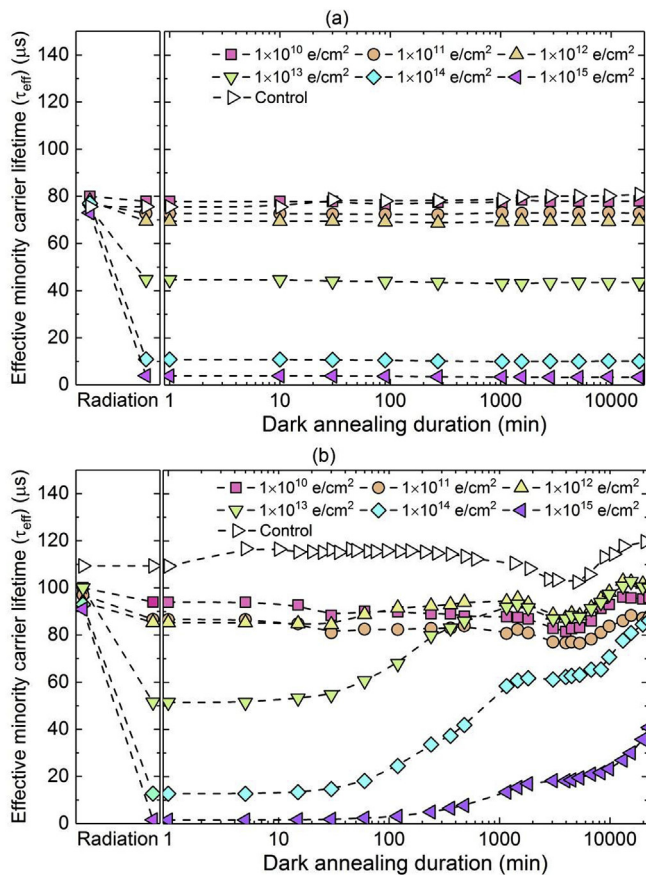 (a)
Effective minority carrier lifetime (τeff) (μs)
140
120
100
80
60
40
20
0
1×10¹⁰ e/cm² 1×10¹¹ e/cm² 1×10¹² e/cm²
1×10¹³ e/cm² 1×10¹⁴ e/cm² 1×10¹⁵ e/cm²
Control
Radiation 1 10 100 1000 10000
Dark annealing duration (min)
(b)
Effective minority carrier lifetime (τeff) (μs)
140
120
100
80
60
40
20
0
1×10¹⁰ e/cm² 1×10¹¹ e/cm² 1×10¹² e/cm²
1×10¹³ e/cm² 1×10¹⁴ e/cm² 1×10¹⁵ e/cm²
Control
Radiation 1 10 100 1000 10000
Dark annealing duration (min)